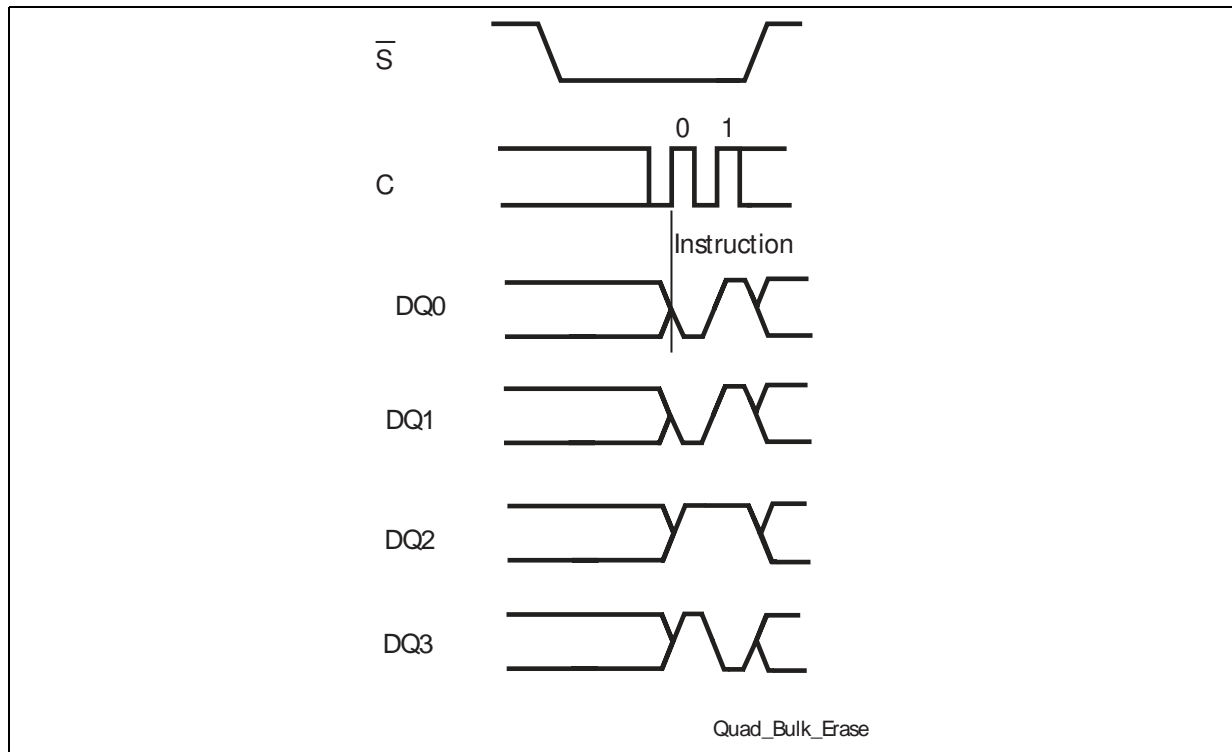 S̅
0 1
C
Instruction
DQ0
DQ1
DQ2
DQ3
Quad_Bulk_Erase